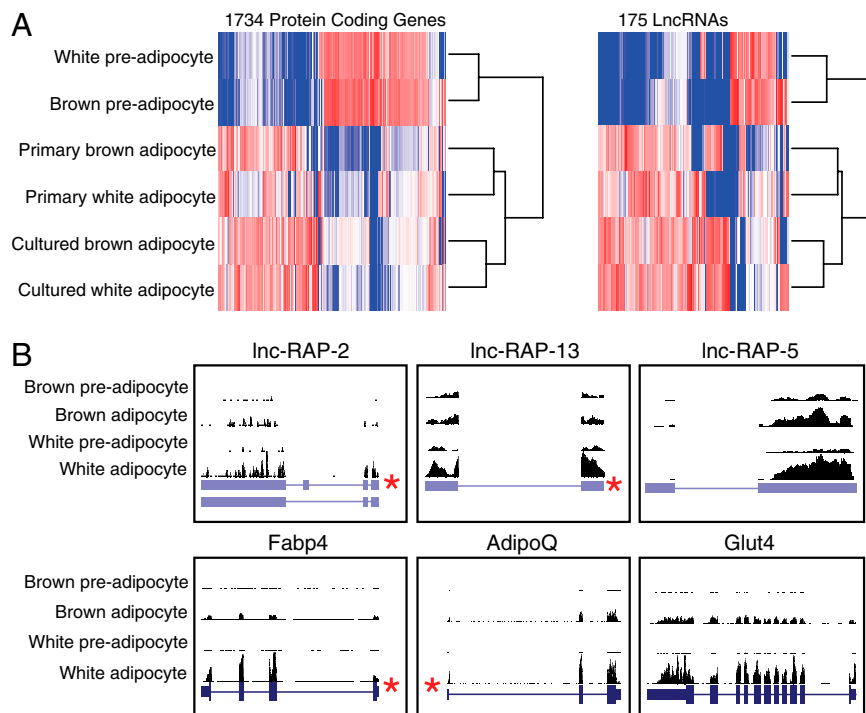 A
1734 Protein Coding Genes
175 LncRNAs
White pre-adipocyte
Brown pre-adipocyte
Primary brown adipocyte
Primary white adipocyte
Cultured brown adipocyte
Cultured white adipocyte
B
lnc-RAP-2
lnc-RAP-13
lnc-RAP-5
Brown pre-adipocyte
Brown adipocyte
White pre-adipocyte
White adipocyte
*
*
Fabp4
AdipoQ
Glut4
Brown pre-adipocyte
Brown adipocyte
White pre-adipocyte
White adipocyte
*
*